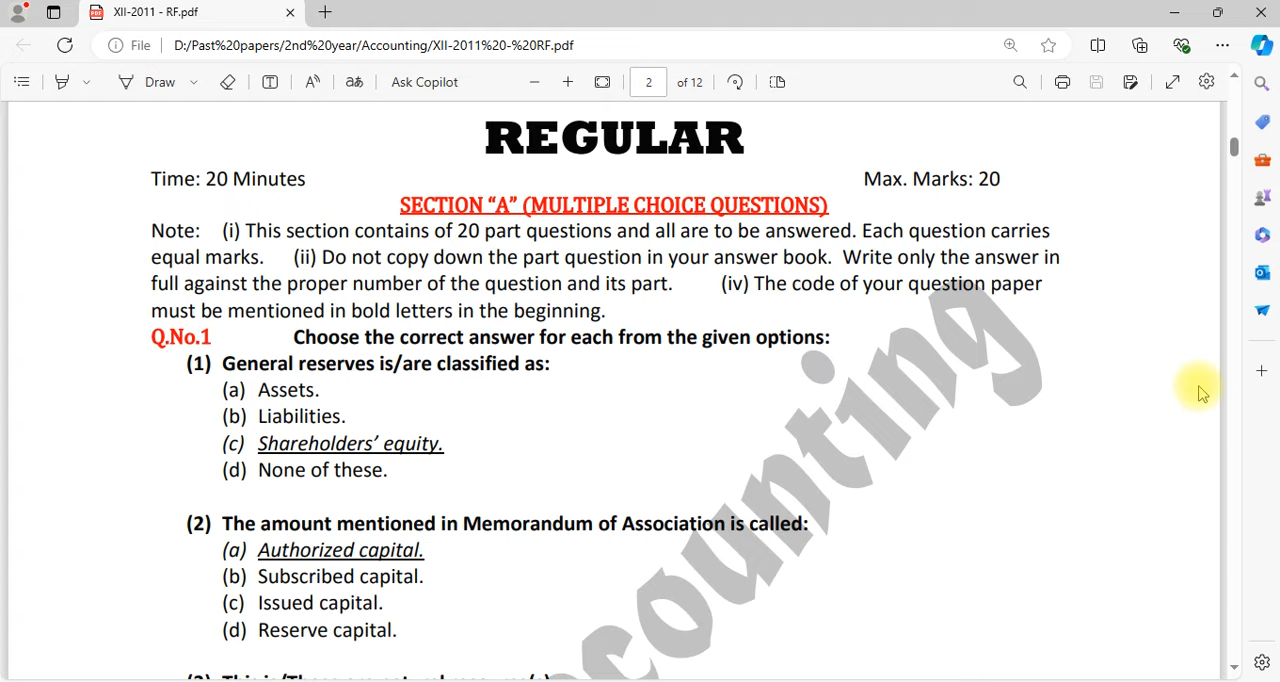 XII-2011 - RF.pdf
File D:/Past%20papers/2nd%20year/Accounting/XII-2011%20-%20RF.pdf
Draw aあ Ask Copilot 2 of 12
REGULAR
Time: 20 Minutes Max. Marks: 20
SECTION “A” (MULTIPLE CHOICE QUESTIONS)
Note: (i) This section contains of 20 part questions and all are to be answered. Each question carries
equal marks. (ii) Do not copy down the part question in your answer book. Write only the answer in
full against the proper number of the question and its part. (iv) The code of your question paper
must be mentioned in bold letters in the beginning.
Q.No.1 Choose the correct answer for each from the given options:
(1) General reserves is/are classified as:
(a) Assets.
(b) Liabilities.
(c) Shareholders’ equity.
(d) None of these.
(2) The amount mentioned in Memorandum of Association is called:
(a) Authorized capital.
(b) Subscribed capital.
(c) Issued capital.
(d) Reserve capital.
counting